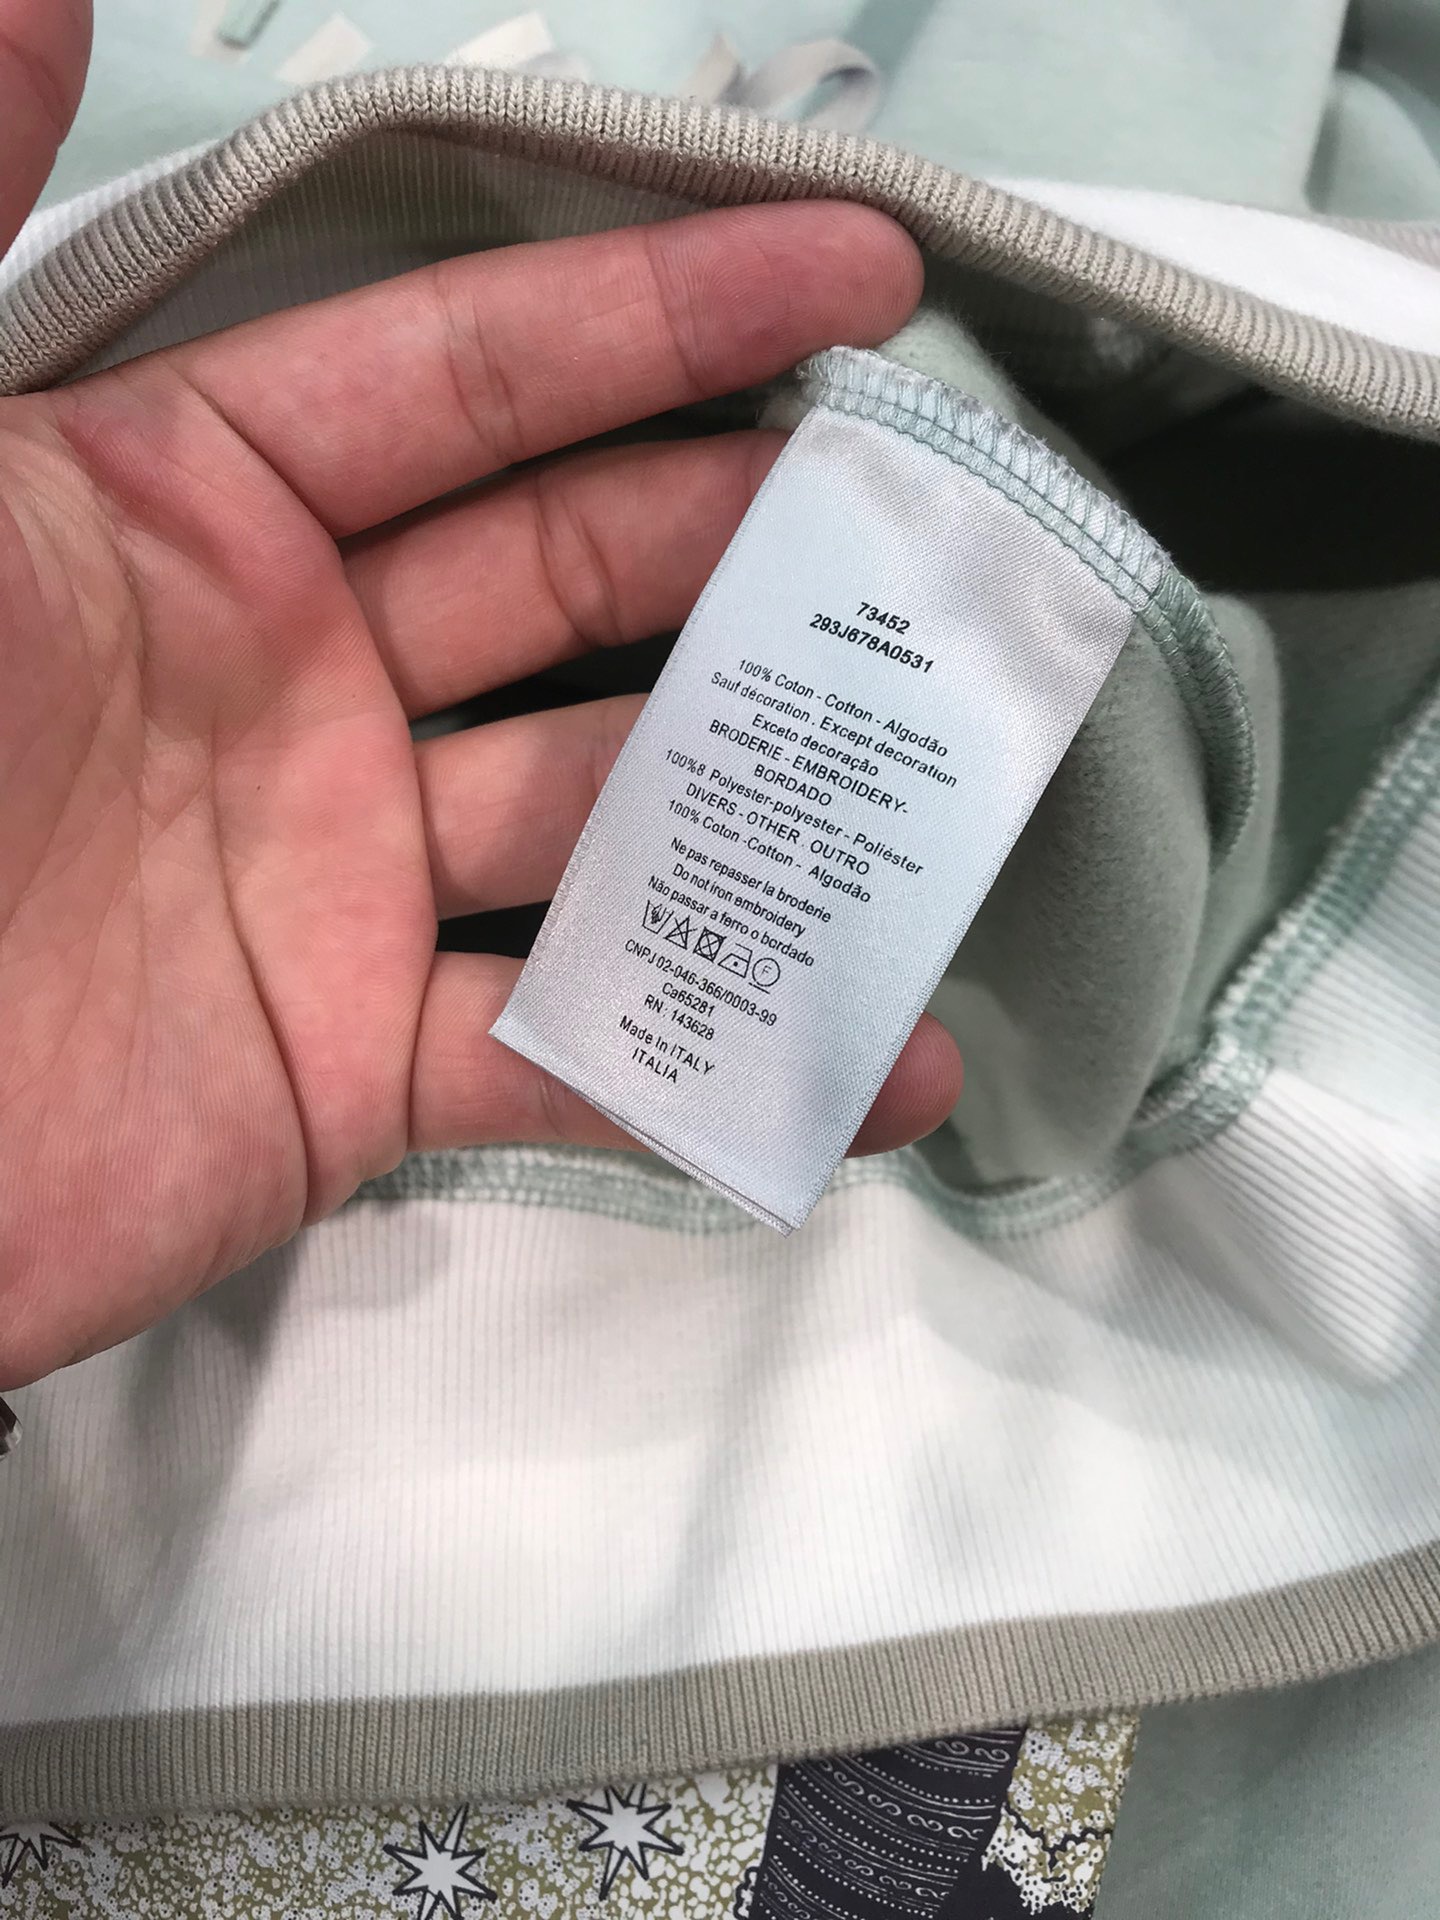 73452
293J678A0531
100% Coton - Cotton - Algodão
Sauf décoration . Except decoration
Exceto decoração
BRODERIE - EMBROIDERY-
BORDADO
100%8 Polyester-polyester - Poliéster
DIVERS - OTHER . OUTRO
100% Coton -Cotton - Algodão
Ne pas repasser la broderie
Do not iron embroidery
Não passar a ferro o bordado
F
CNPJ 02-046-366/0003-99
Ca65281
RN: 143628
Made in ITALY
ITALIA